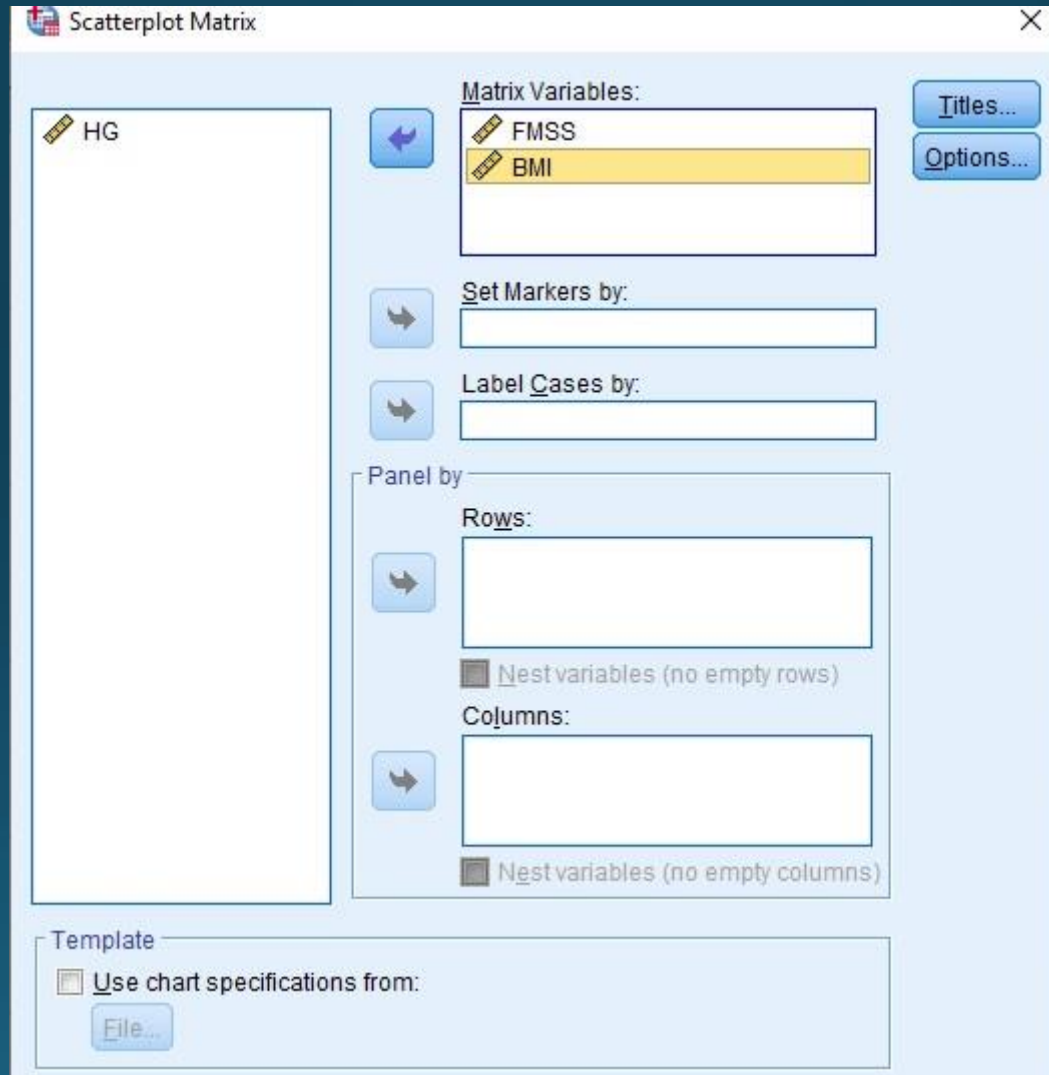 Scatterplot Matrix
HG
Matrix Variables:
FMSS
BMI
Titles...
Options...
Set Markers by:
Label Cases by:
Panel by
Rows:
Nest variables (no empty rows)
Columns:
Nest variables (no empty columns)
Template
Use chart specifications from:
File...